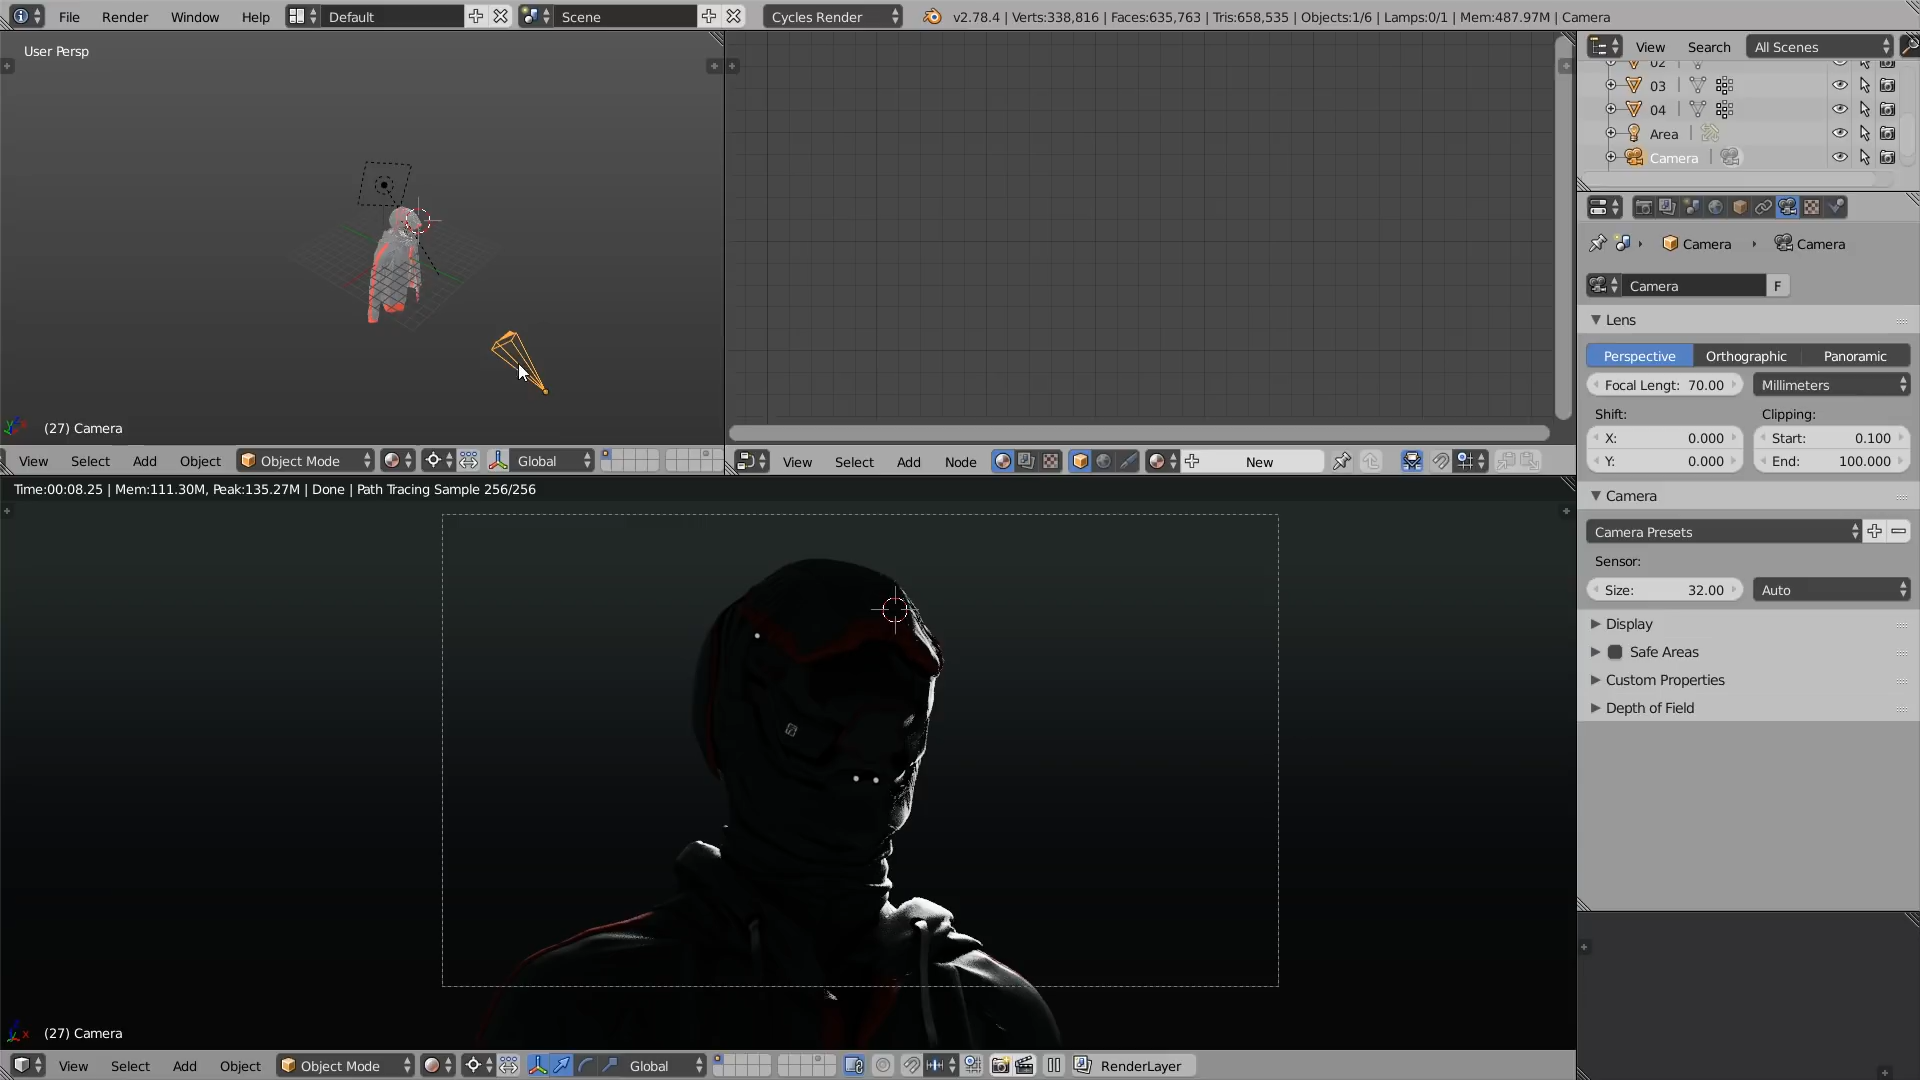 File Render Window Help Default Scene Cycles Render v2.78.4 | Verts:338,816 | Faces:635,763 | Tris:658,535 | Objects:1/6 | Lamps:0/1 | Mem:487.97M | Camera
User Persp
(27) Camera
View Select Add Object Object Mode Global
View Select Add Node New
Time:00:08.25 | Mem:111.30M, Peak:135.27M | Done | Path Tracing Sample 256/256
(27) Camera
View Select Add Object Object Mode Global RenderLayer
View Search All Scenes
02
03
04
Area
Camera
Camera Camera
Camera F
Lens
Perspective Orthographic Panoramic
Focal Lengt: 70.00 Millimeters
Shift: Clipping:
X: 0.000 Start: 0.100
Y: 0.000 End: 100.000
Camera
Camera Presets
Sensor:
Size: 32.00 Auto
Display
Safe Areas
Custom Properties
Depth of Field